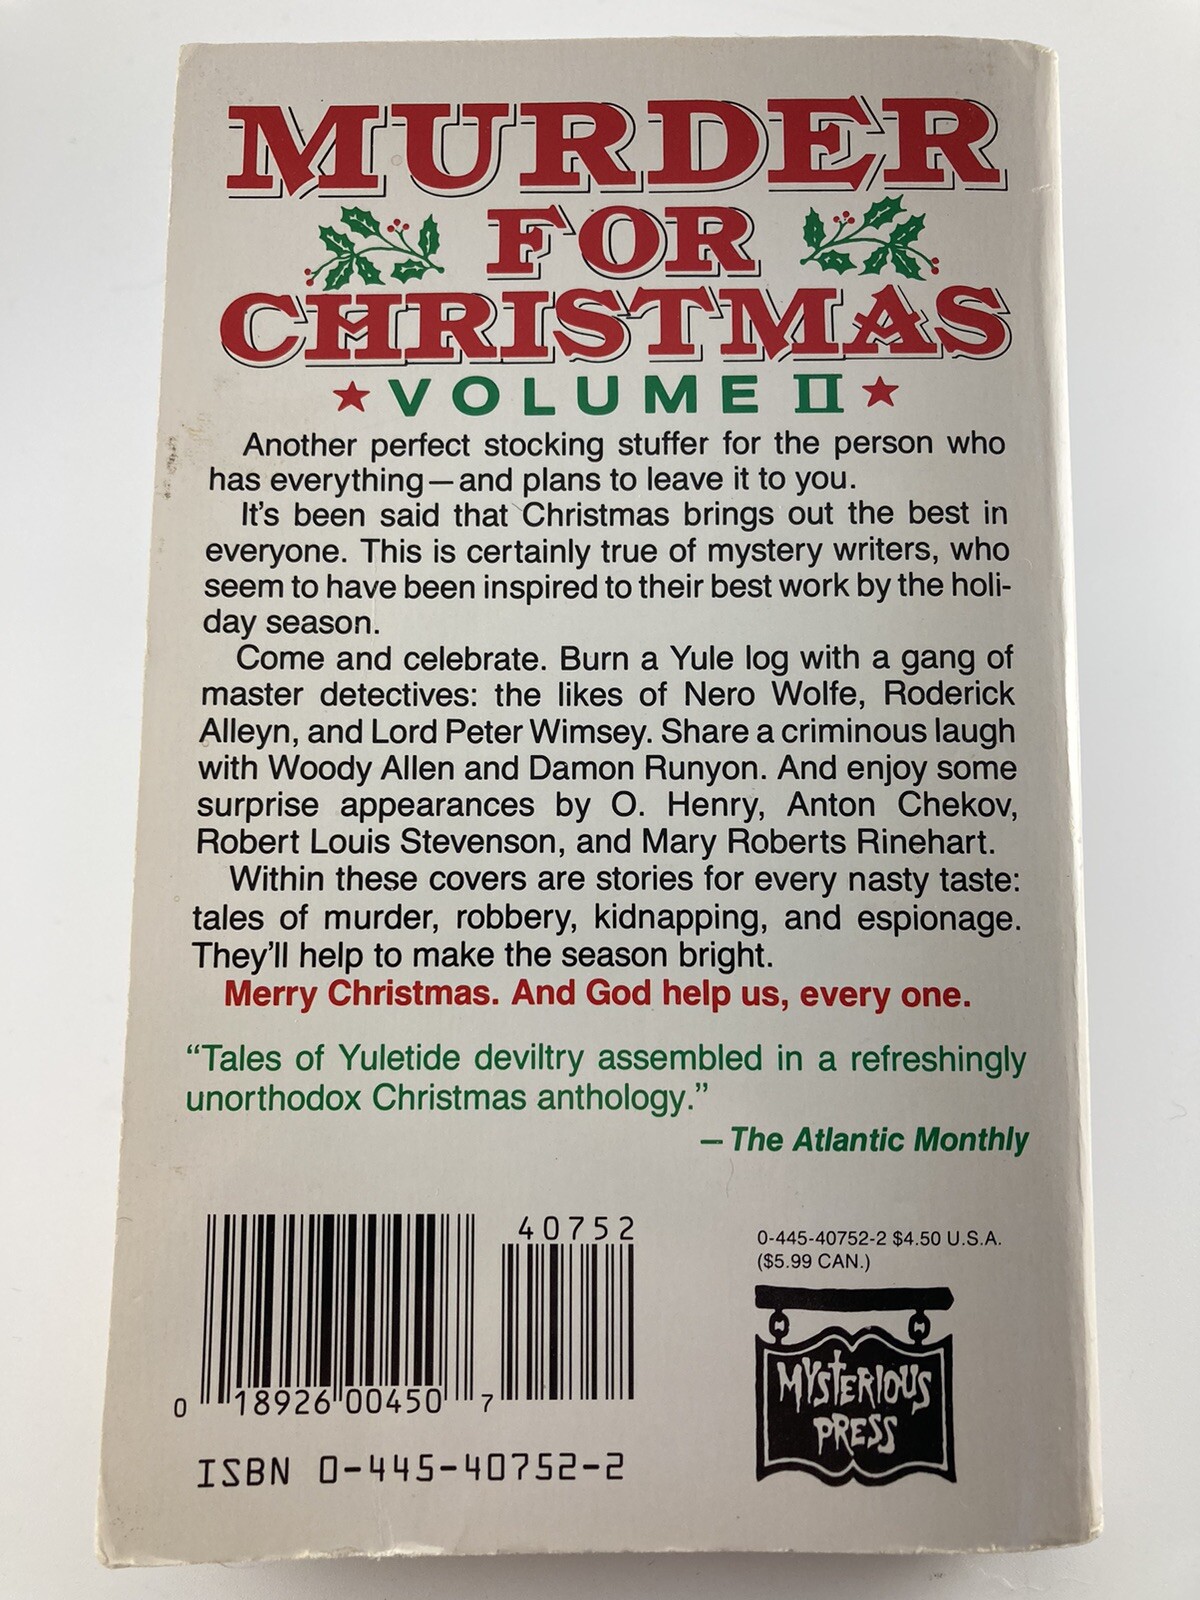 MURDER
FOR
CHRISTMAS
VOLUME II
Another perfect stocking stuffer for the person who
has everything—and plans to leave it to you.
It's been said that Christmas brings out the best in
everyone. This is certainly true of mystery writers, who
seem to have been inspired to their best work by the holi-
day season.
Come and celebrate. Burn a Yule log with a gang of
master detectives: the likes of Nero Wolfe, Roderick
Alleyn, and Lord Peter Wimsey. Share a criminous laugh
with Woody Allen and Damon Runyon. And enjoy some
surprise appearances by O. Henry, Anton Chekov,
Robert Louis Stevenson, and Mary Roberts Rinehart.
Within these covers are stories for every nasty taste:
tales of murder, robbery, kidnapping, and espionage.
They'll help to make the season bright.
Merry Christmas. And God help us, every one.
“Tales of Yuletide deviltry assembled in a refreshingly
unorthodox Christmas anthology.”
—The Atlantic Monthly
40752
0 18926 00450 7
ISBN 0-445-40752-2
0-445-40752-2 $4.50 U.S.A.
($5.99 CAN.)
MYSTERIOUS
PRESS